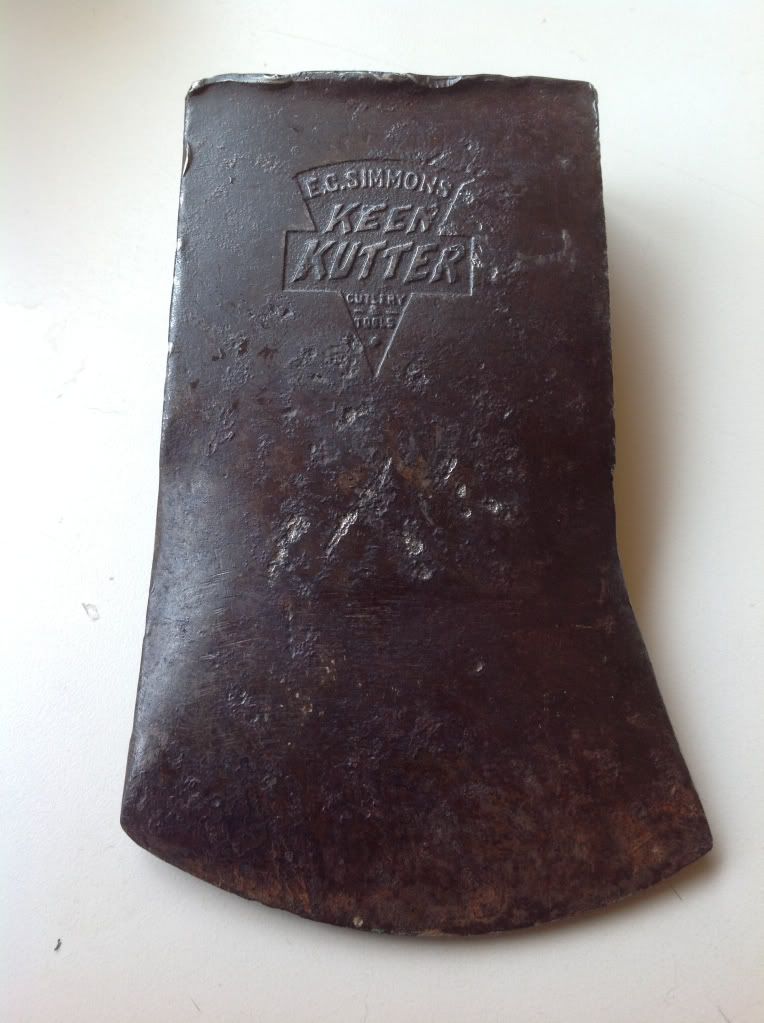 E.C.SIMMONS
KEEN
KUTTER
CUTLERY
&
TOOLS